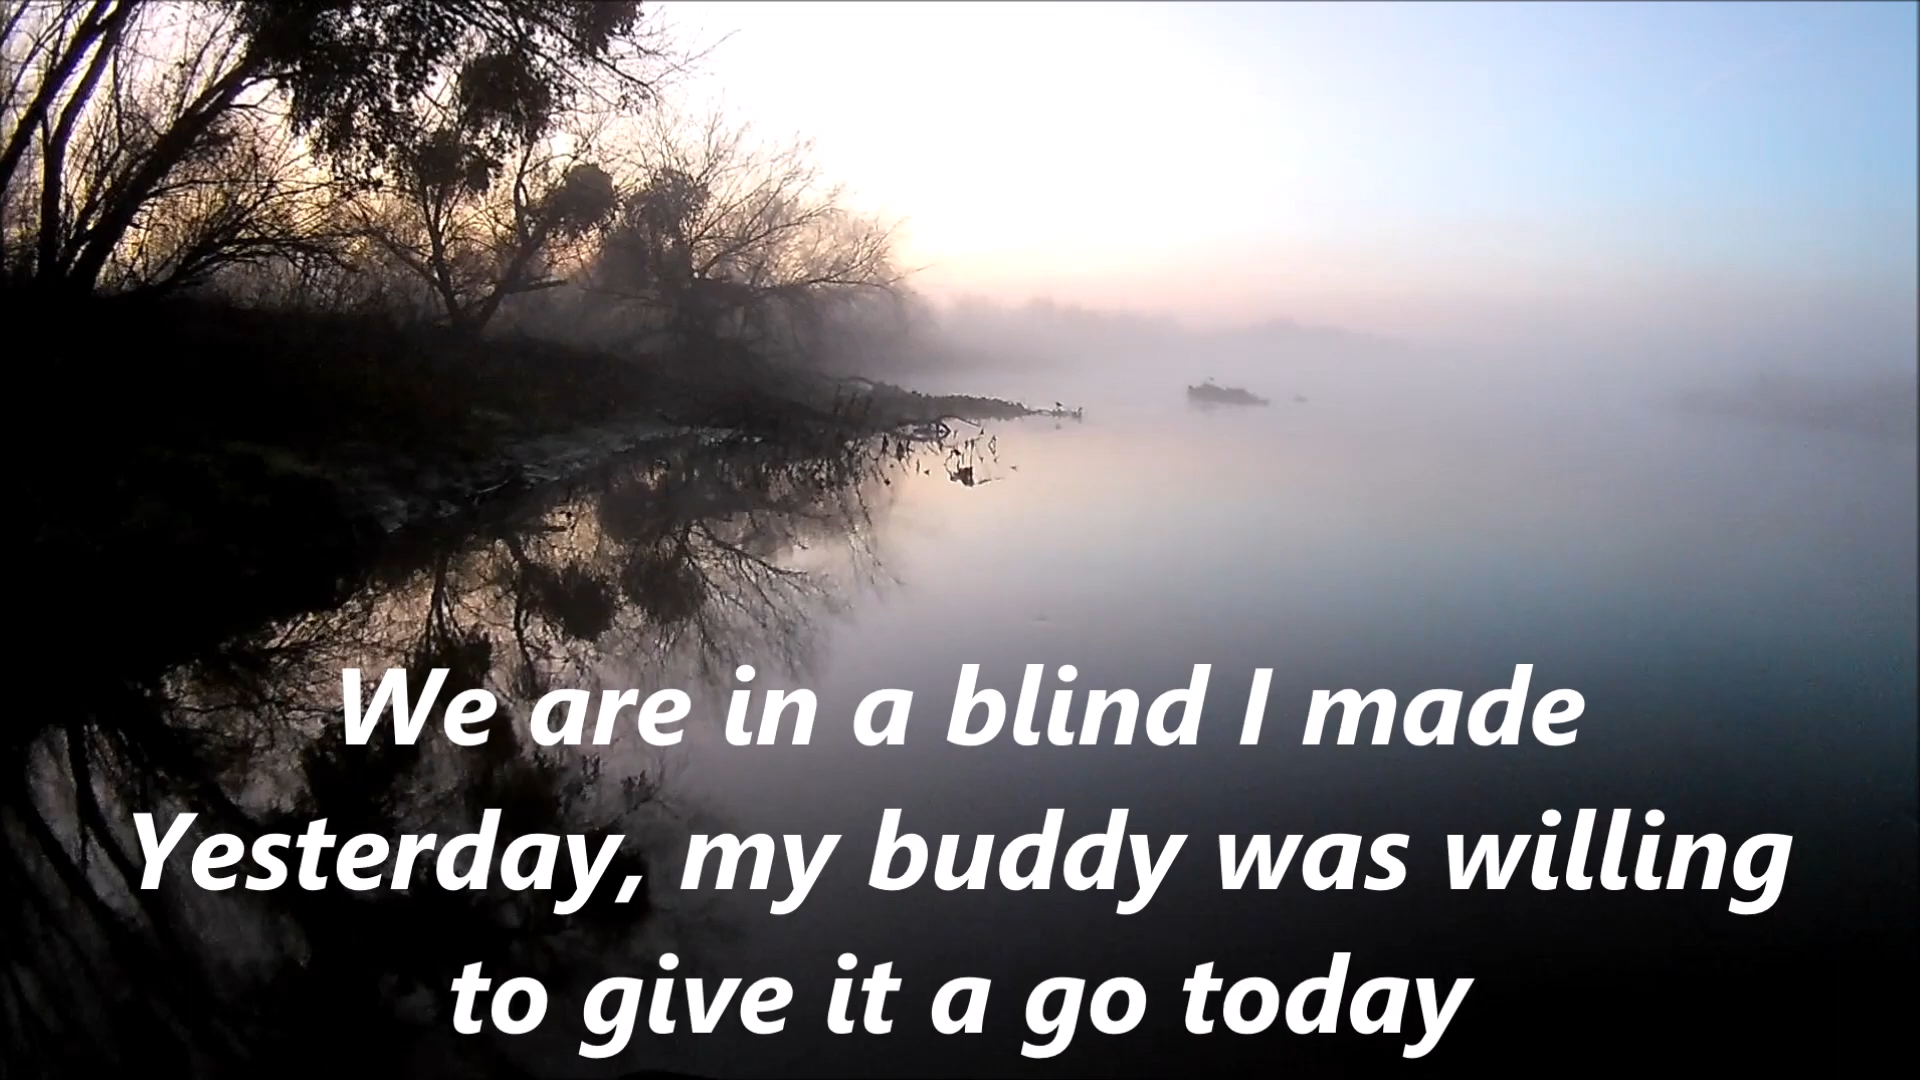 We are in a blind I made
Yesterday, my buddy was willing
to give it a go today